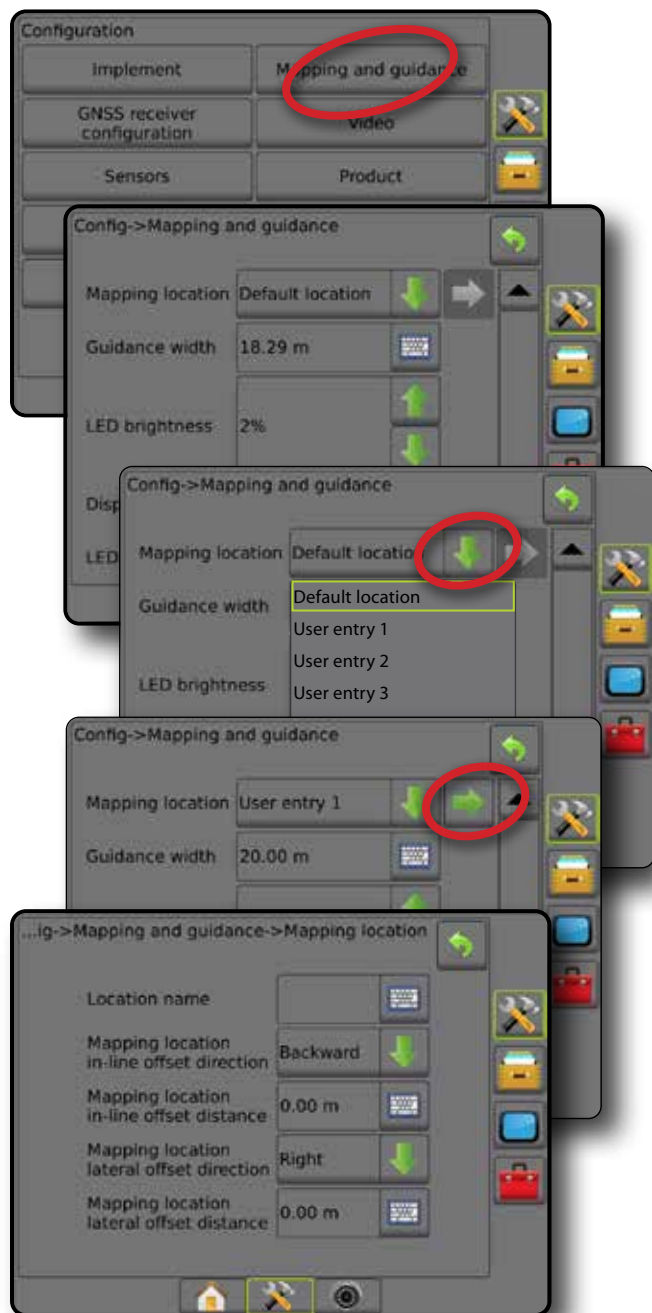 Configuration
Implement
Mapping and guidance
GNSS receiver
configuration
Video
Sensors
Product
Config->Mapping and guidance
Mapping location
Default location
Guidance width
18.29 m
LED brightness
2%
Disp
LED
Config->Mapping and guidance
Mapping location
Default location
Guidance width
Default location
User entry 1
User entry 2
User entry 3
LED brightness
Config->Mapping and guidance
Mapping location
User entry 1
Guidance width
20.00 m
...ig->Mapping and guidance->Mapping location
Location name
Mapping location
in-line offset direction
Backward
Mapping location
in-line offset distance
0.00 m
Mapping location
lateral offset direction
Right
Mapping location
lateral offset distance
0.00 m